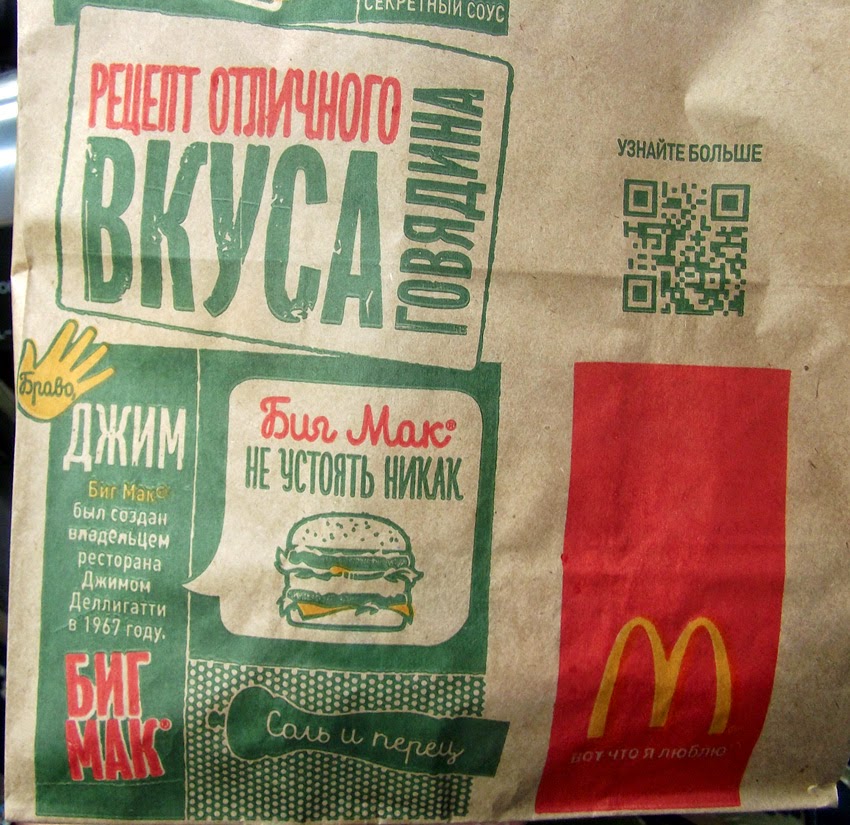 СЕКРЕТНЫЙ СОУС
РЕЦЕПТ ОТЛИЧНОГО
ВКУСА
ГОВЯДИНА
УЗНАЙТЕ БОЛЬШЕ
Браво,
ДЖИМ
Биг Мак®
был создан
владельцем
ресторана
Джимом
Деллигатти
в 1967 году.
БИГ
МАК®
Биг Мак®
НЕ УСТОЯТЬ НИКАК
Соль и перец
M
вот что я люблю